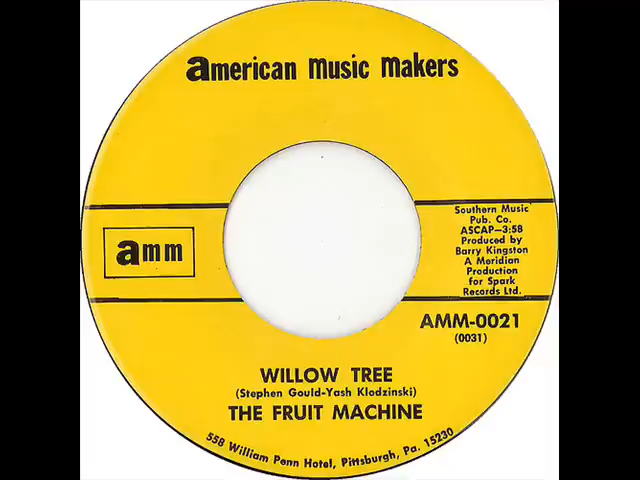 american music makers
amm
Southern Music
Pub. Co.
ASCAP—3:58
Produced by
Barry Kingston
A Meridian
Production
for Spark
Records Ltd.
AMM-0021
(0031)
WILLOW TREE
(Stephen Gould-Yash Klodzinski)
THE FRUIT MACHINE
558 William Penn Hotel, Pittsburgh, Pa. 15230